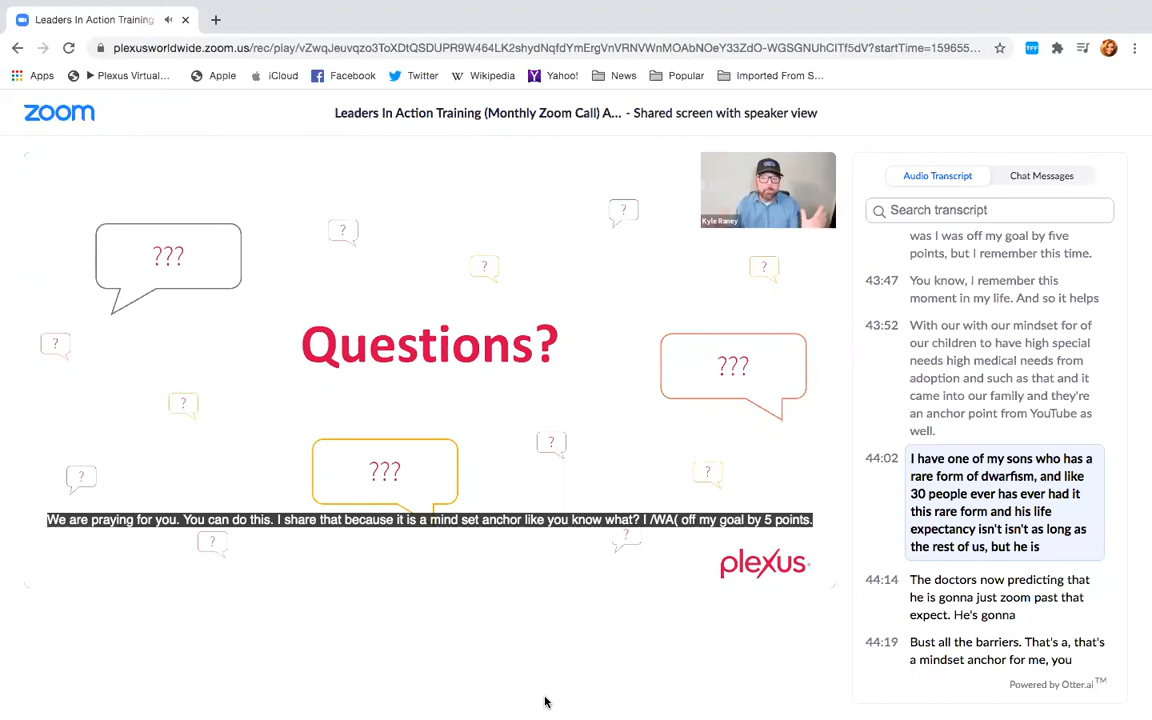 Leaders In Action Training
plexusworldwide.zoom.us/rec/play/vZwqJeuvqzo3ToXDtQSDUPR9W464LK2shydNqfdYmErgVnVRNVWnMOAbNOeY33ZdO-WGSGNUhCITf5dV?startTime=159655...
TFF
Apps
Plexus Virtual...
Apple
iCloud
Facebook
Twitter
Wikipedia
Yahoo!
News
Popular
Imported From S...
zoom
Leaders In Action Training (Monthly Zoom Call) A... - Shared screen with speaker view
Kyle Raney
???
?
?
?
?
?
Questions?
???
?
?
???
?
?
We are praying for you. You can do this. I share that because it is a mind set anchor like you know what? I /WA( off my goal by 5 points.
?
?
plexus
Audio Transcript
Chat Messages
Search transcript
was I was off my goal by five
points, but I remember this time.
43:47 You know, I remember this
moment in my life. And so it helps
43:52 With our with our mindset for of
our children to have high special
needs high medical needs from
adoption and such as that and it
came into our family and they're
an anchor point from YouTube as
well.
44:02 I have one of my sons who has a
rare form of dwarfism, and like
30 people ever has ever had it
this rare form and his life
expectancy isn't isn't as long as
the rest of us, but he is
44:14 The doctors now predicting that
he is gonna just zoom past that
expect. He's gonna
44:19 Bust all the barriers. That's a, that's
a mindset anchor for me, you
Powered by Otter.ai™